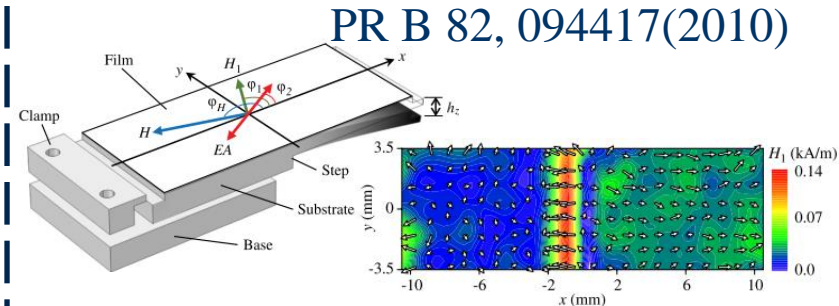 PR B 82, 094417(2010)
Film
y
H₁
φ₁
φ₂
x
φH
Clamp
H
EA
hz
Step
Substrate
Base
3.5
0
-3.5
y (mm)
-10
-6
-2
2
6
10
x (mm)
H₁ (kA/m)
0.14
0.07
0.0